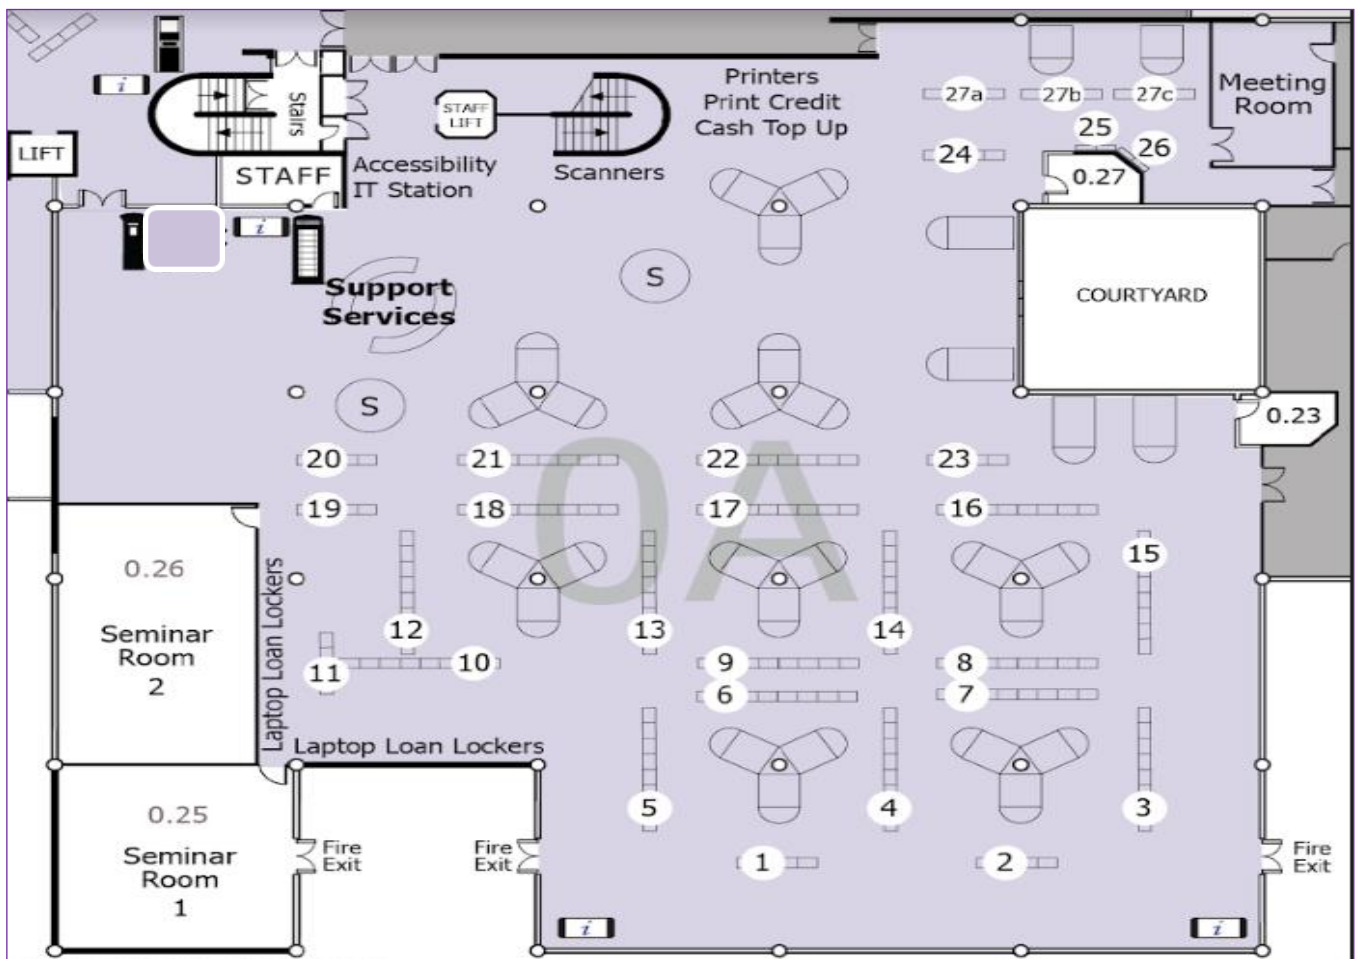 Printers
Print Credit
Cash Top Up
27a
27b
27c
Meeting
Room
i
Stairs
STAFF
LIFT
25
26
24
LIFT
STAFF
Accessibility
IT Station
Scanners
0.27
i
S
Support
Services
COURTYARD
S
0.23
0A
20
21
22
23
19
18
17
16
15
0.26
Seminar
Room
2
Laptop Loan Lockers
12
13
14
11
10
9
8
6
7
Laptop Loan Lockers
0.25
Seminar
Room
1
5
4
3
Fire
Exit
Fire
Exit
1
2
Fire
Exit
i
i